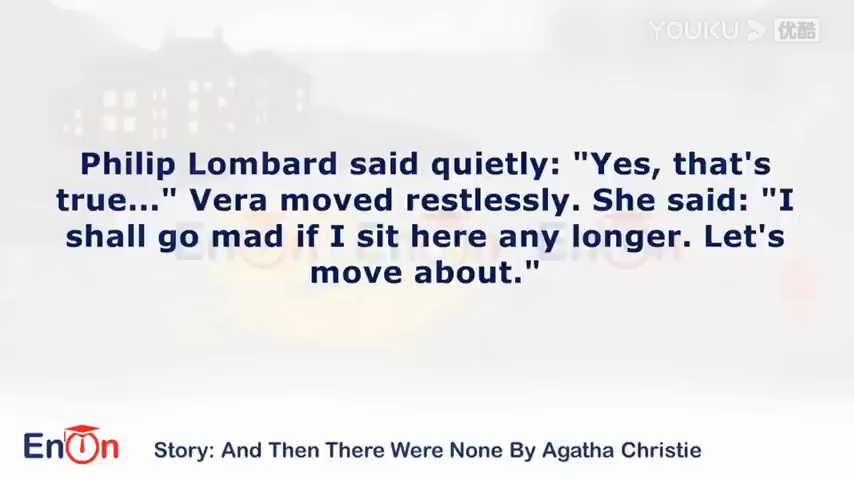 YOUKU 优酷
Philip Lombard said quietly: "Yes, that's
true..." Vera moved restlessly. She said: "I
shall go mad if I sit here any longer. Let's
move about."
EnOn
Story: And Then There Were None By Agatha Christie